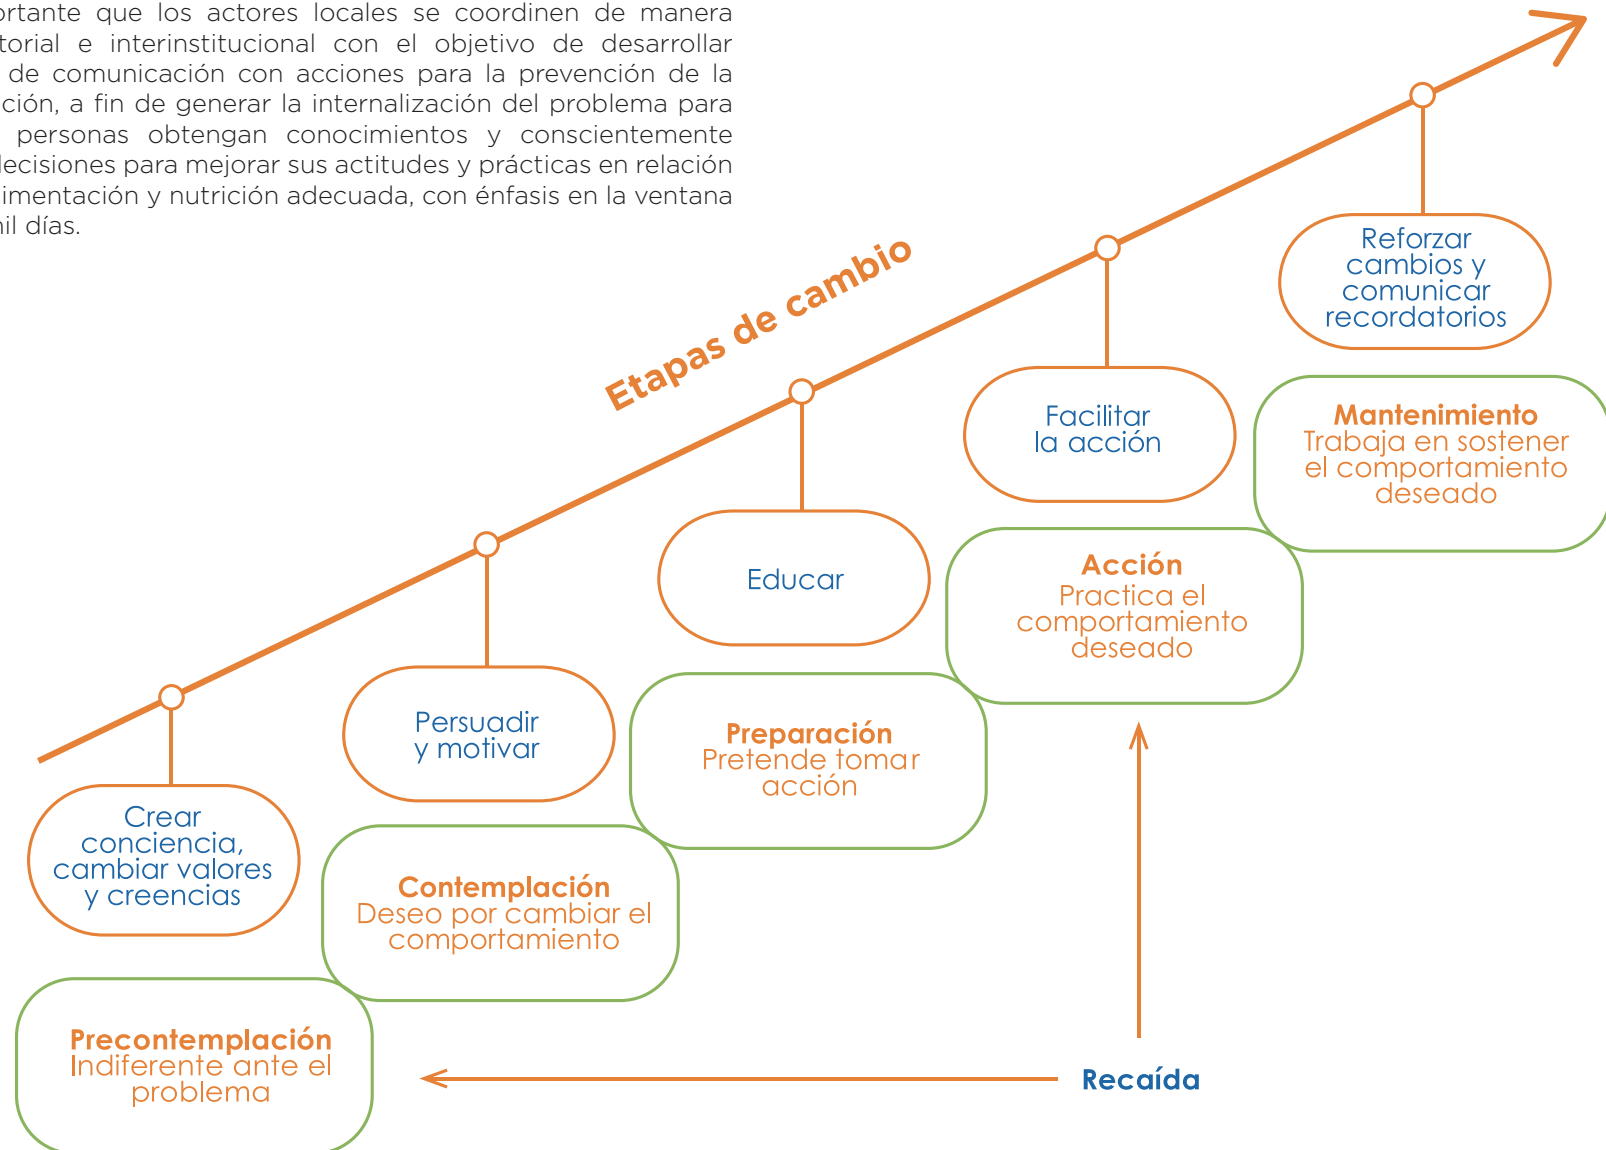 ortante que los actores locales se coordinen de manera
torial e interinstitucional con el objetivo de desarrollar
de comunicación con acciones para la prevención de la
ción, a fin de generar la internalización del problema para
personas obtengan conocimientos y conscientemente
decisiones para mejorar sus actitudes y prácticas en relación
imentación y nutrición adecuada, con énfasis en la ventana
nil días.
Etapas de cambio
Reforzar
cambios y
comunicar
recordatorios
Facilitar
la acción
Mantenimiento
Trabaja en sostener
el comportamiento
deseado
Educar
Acción
Practica el
comportamiento
deseado
Persuadir
y motivar
Preparación
Pretende tomar
acción
Crear
conciencia,
cambiar valores
y creencias
Contemplación
Deseo por cambiar el
comportamiento
Precontemplación
Indiferente ante el
problema
Recaída